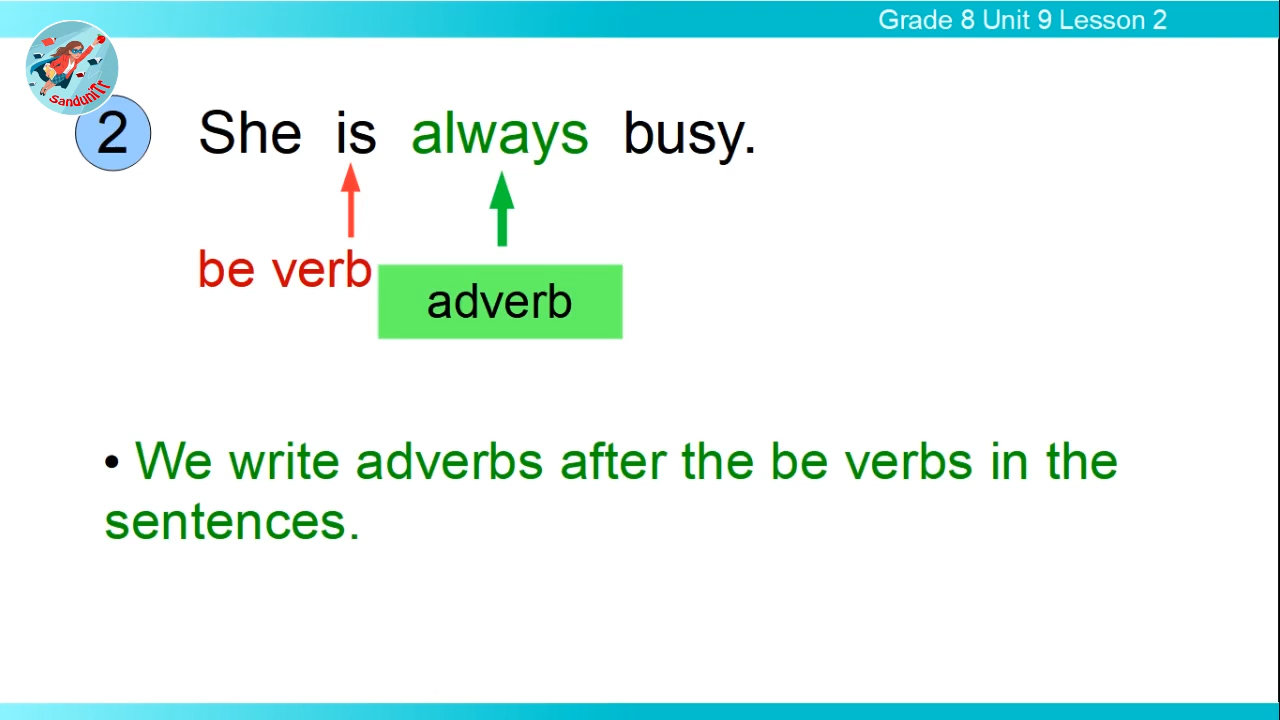 Grade 8 Unit 9 Lesson 2
SanduniTr
2 She is always busy.
be verb
adverb
• We write adverbs after the be verbs in the
sentences.